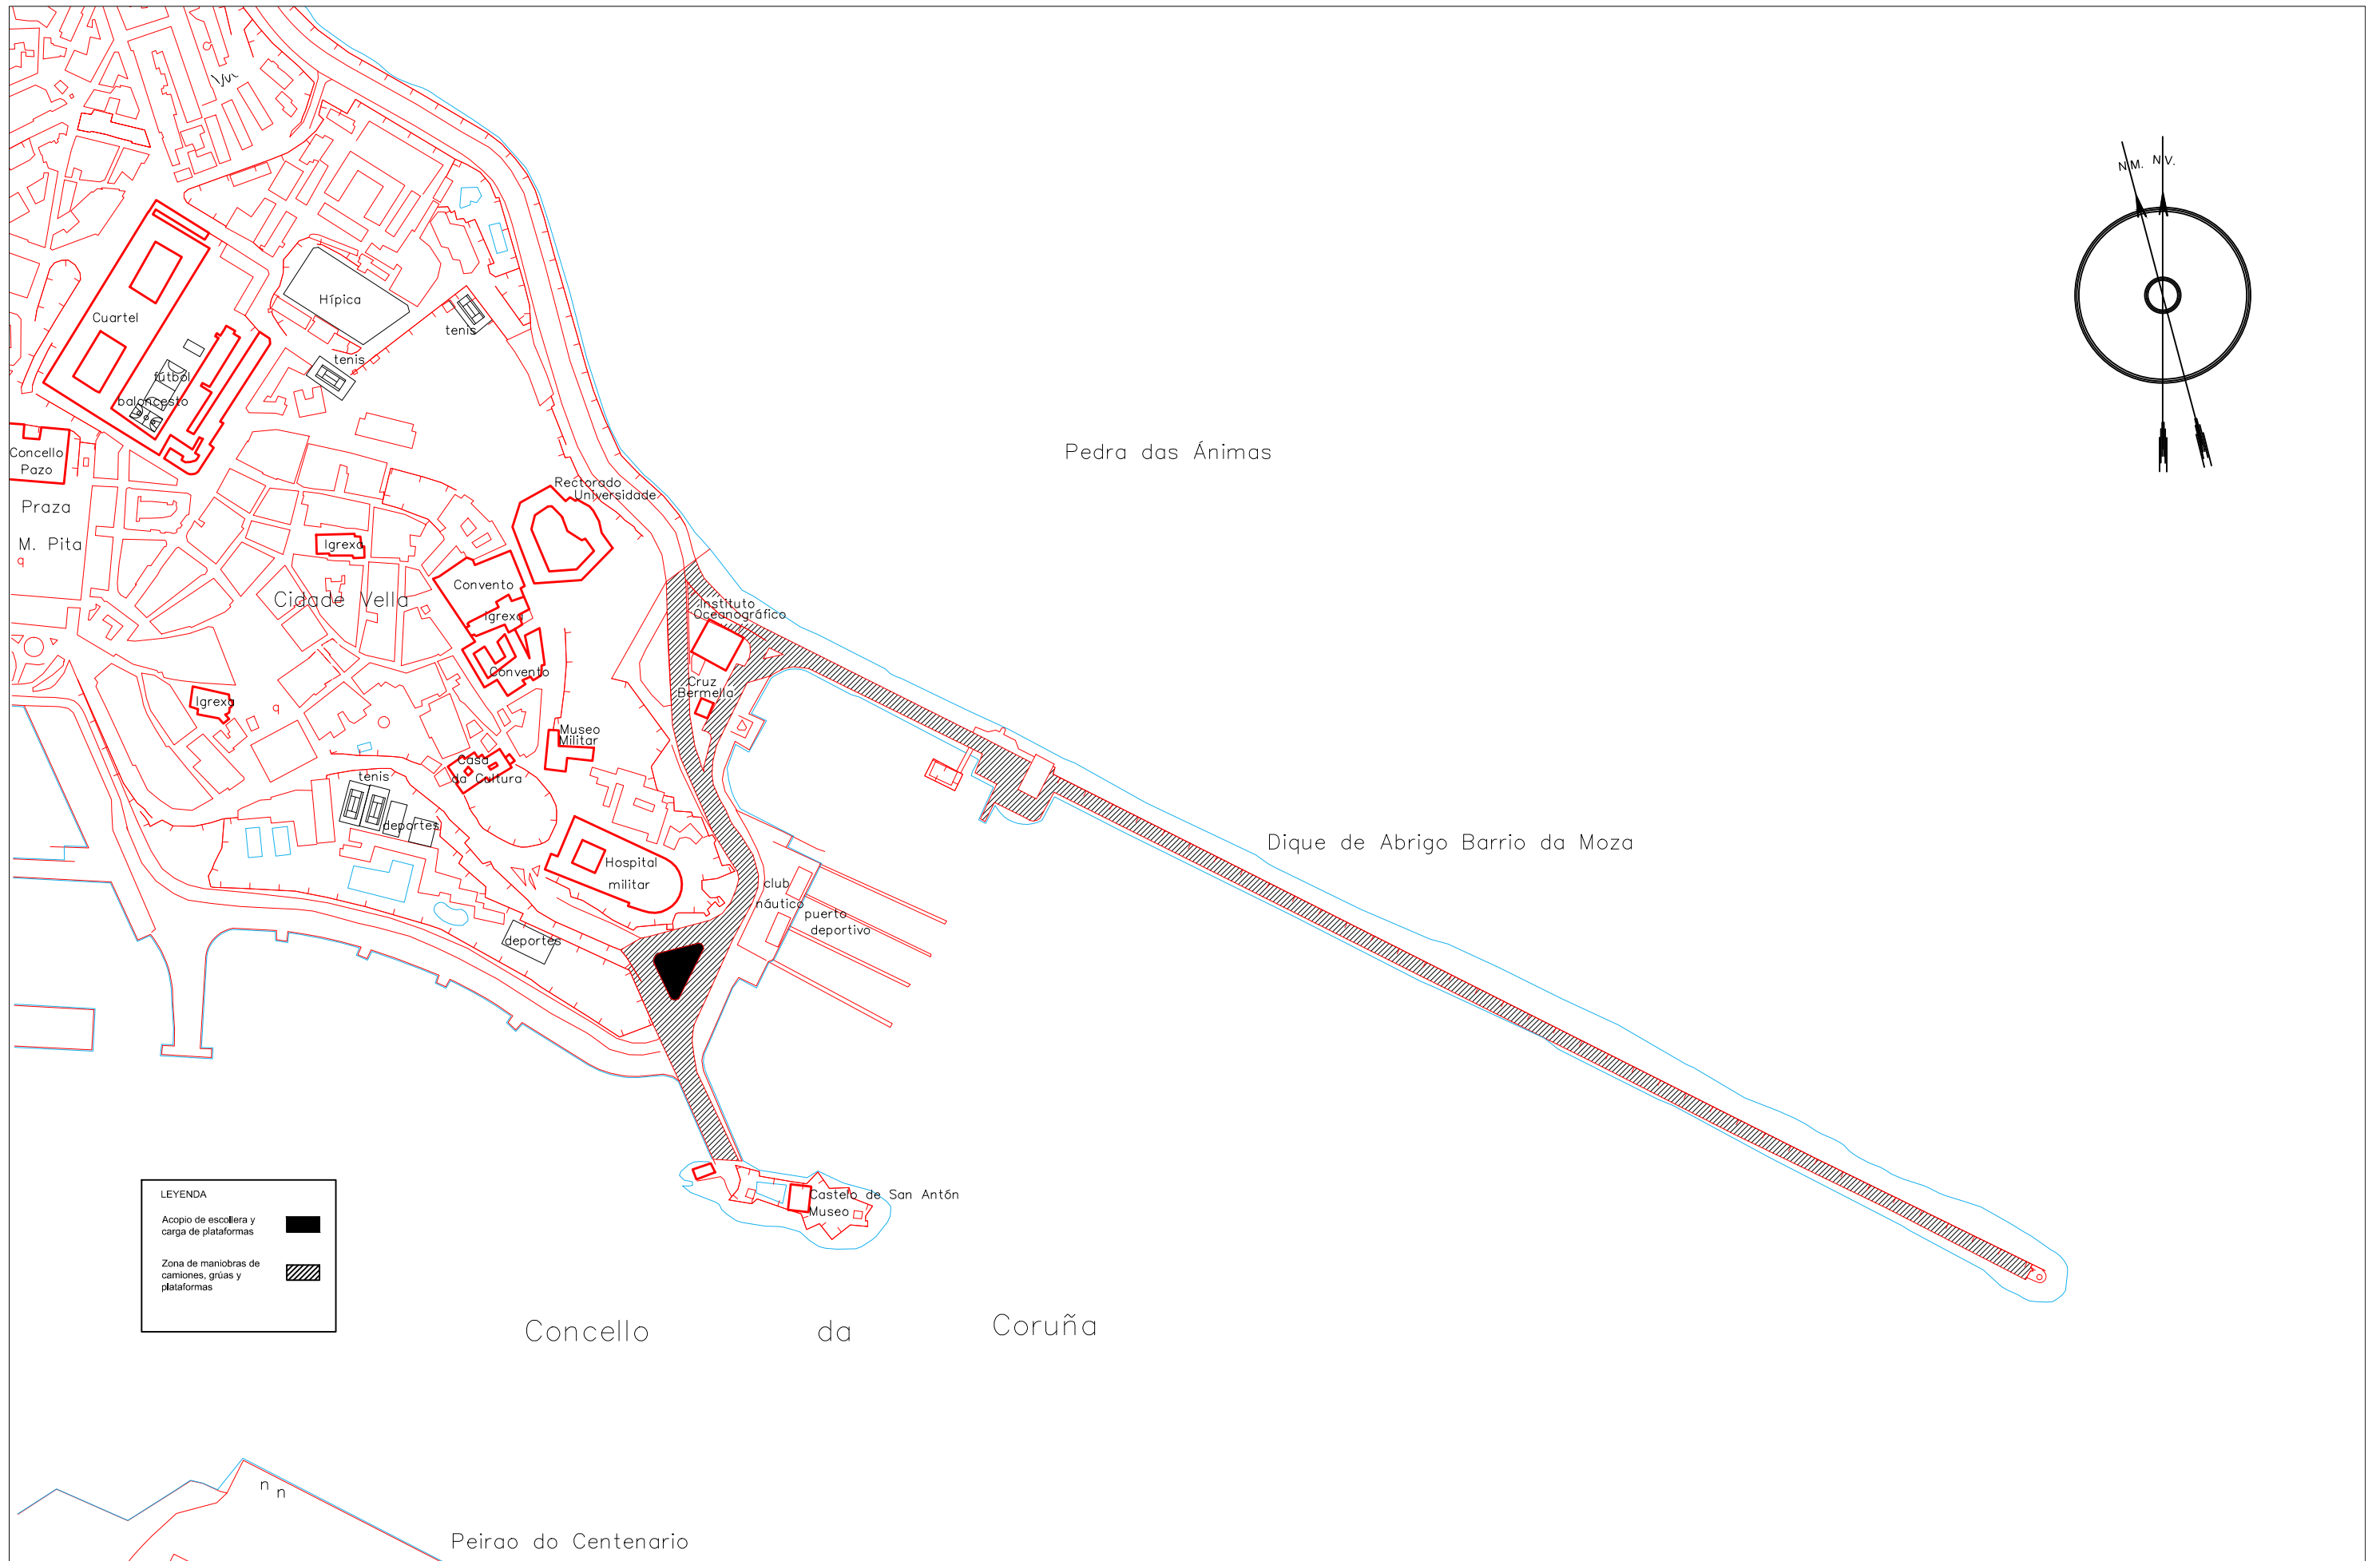 N.M.
N.V.
Hípica
Cuartel
tenis
tenis
fútbol
baloncesto
Concello
Pazo
Pedra das Ánimas
Rectorado
Universidade
Praza
M. Pita
q
Igrexa
Convento
Cidade Vella
Igrexa
Instituto
Oceanográfico
Convento
Cruz
Bermella
Igrexa
q
Museo
Militar
Casa
da Cultura
tenis
deportes
Dique de Abrigo Barrio da Moza
Hospital
militar
club
náutico
puerto
deportivo
deportes
Castelo de San Antón
Museo
LEYENDA
Acopio de escollera y
carga de plataformas
Zona de maniobras de
camiones, grúas y
plataformas
Concello da Coruña
n
n
Peirao do Centenario